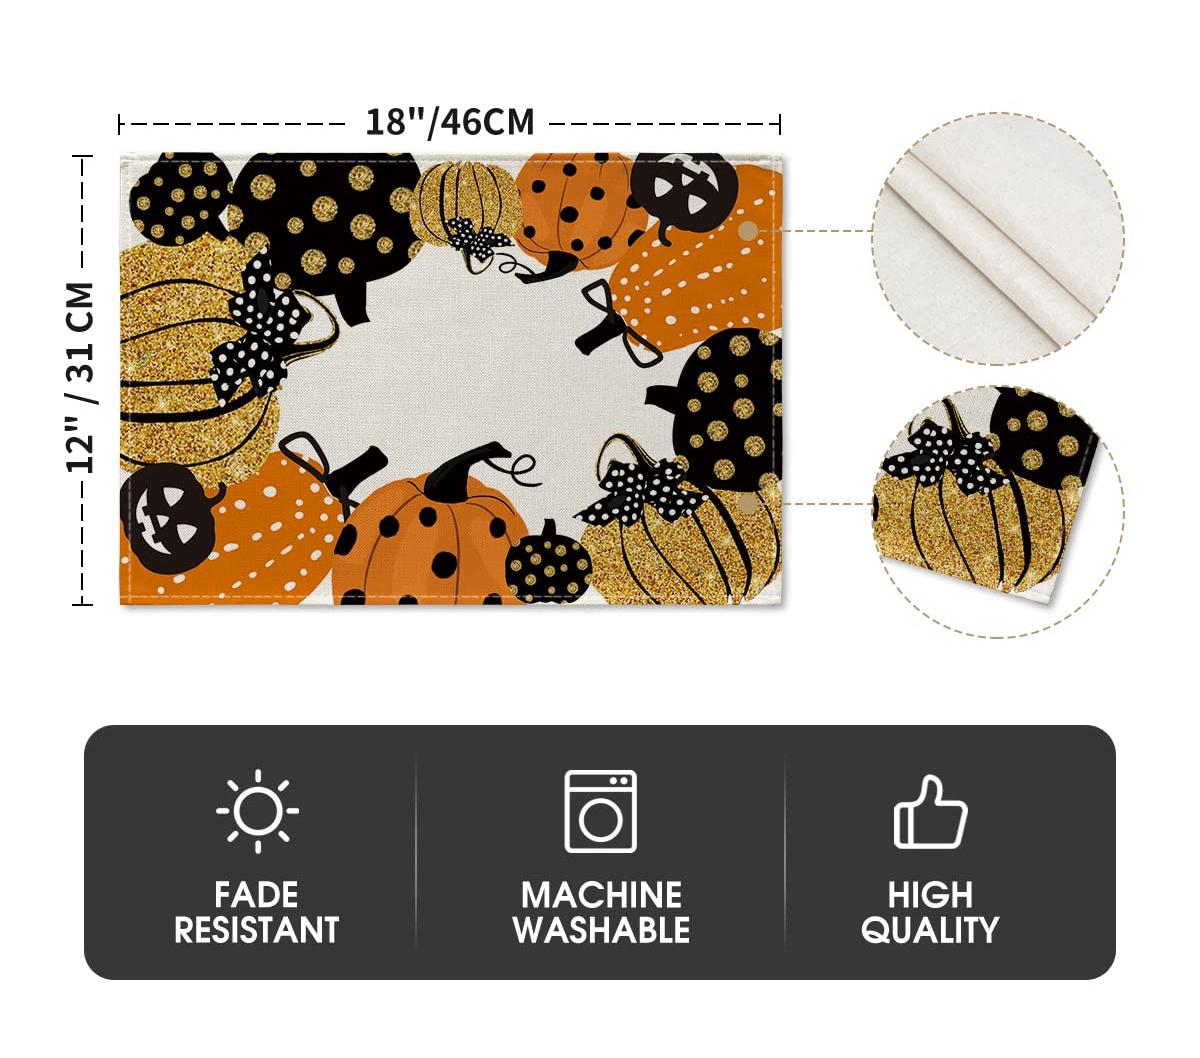 18"/46CM
12" / 31 CM
FADE
RESISTANT
MACHINE
WASHABLE
HIGH
QUALITY